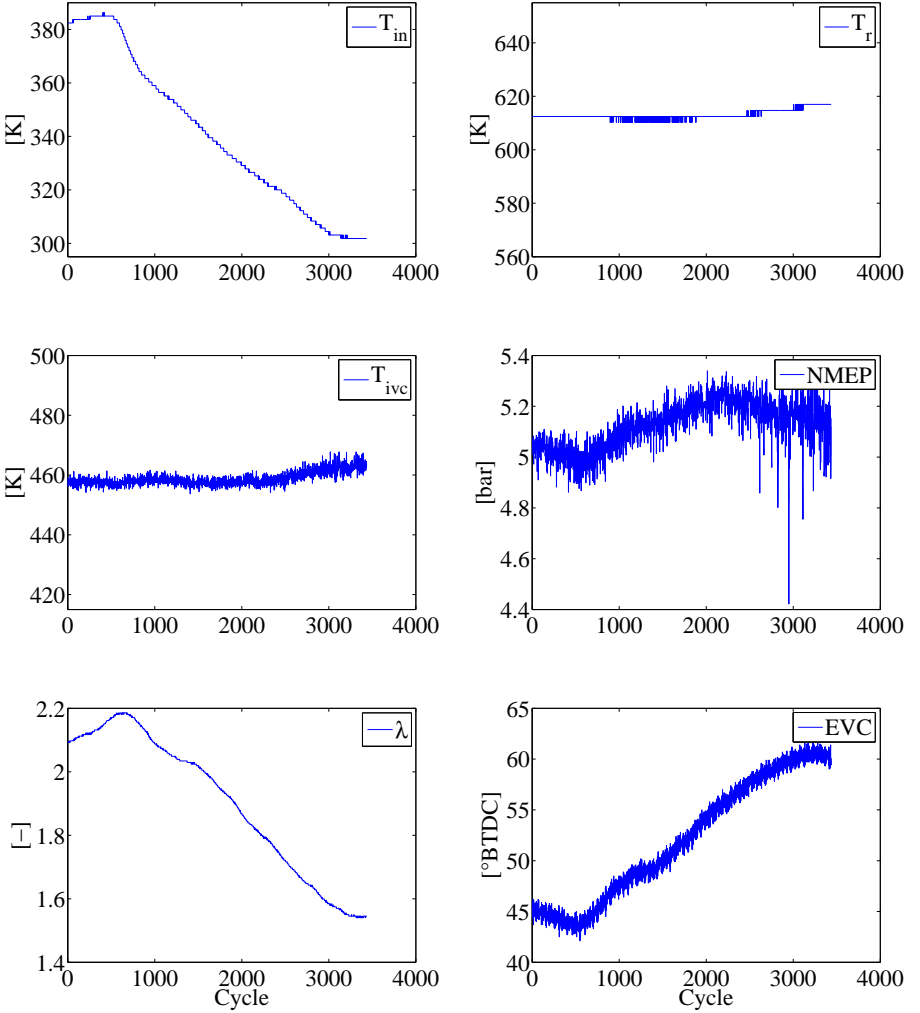 T_in
380
360
340
320
300
[K]
0 1000 2000 3000 4000
T_r
640
620
600
580
560
[K]
0 1000 2000 3000 4000
T_ivc
500
480
460
440
420
[K]
0 1000 2000 3000 4000
NMEP
5.4
5.2
5
4.8
4.6
4.4
[bar]
0 1000 2000 3000 4000
λ
2.2
2
1.8
1.6
1.4
[−]
0 1000 2000 3000 4000
Cycle
EVC
65
60
55
50
45
40
[°BTDC]
0 1000 2000 3000 4000
Cycle